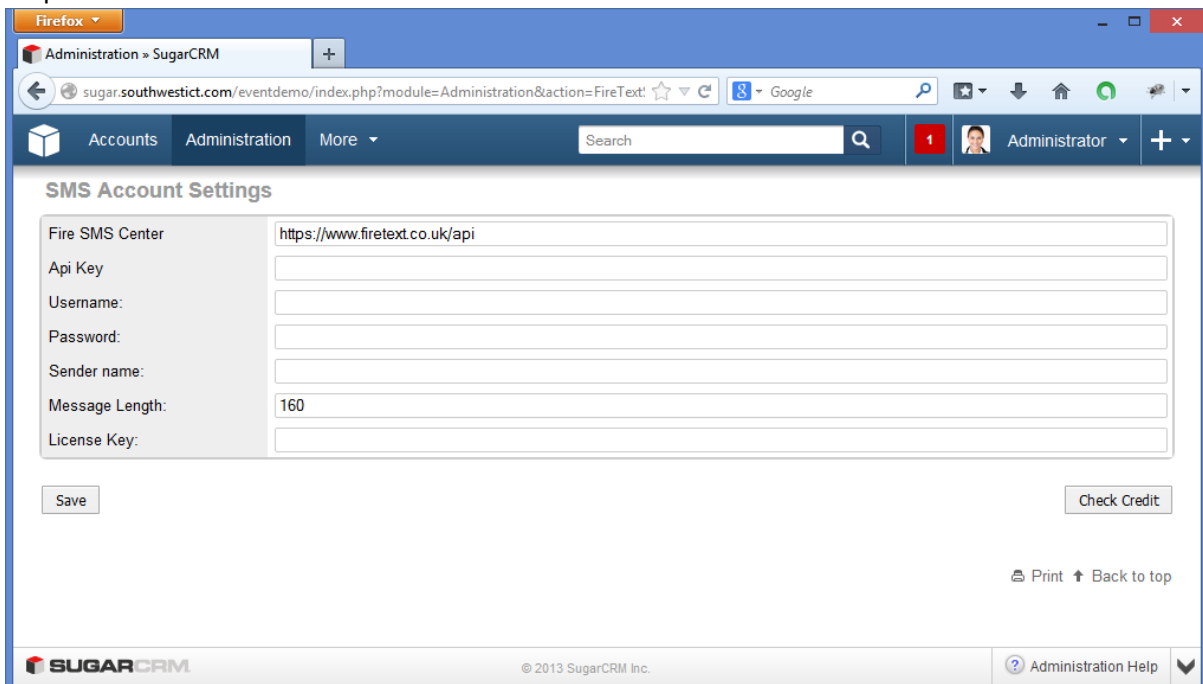 Firefox
Administration » SugarCRM
sugar.southwestict.com/eventdemo/index.php?module=Administration&action=FireText
Google
Accounts Administration More Search 1 Administrator
SMS Account Settings
Fire SMS Center https://www.firetext.co.uk/api
Api Key
Username:
Password:
Sender name:
Message Length: 160
License Key:
Save Check Credit
Print Back to top
SUGARCRM © 2013 SugarCRM Inc. Administration Help